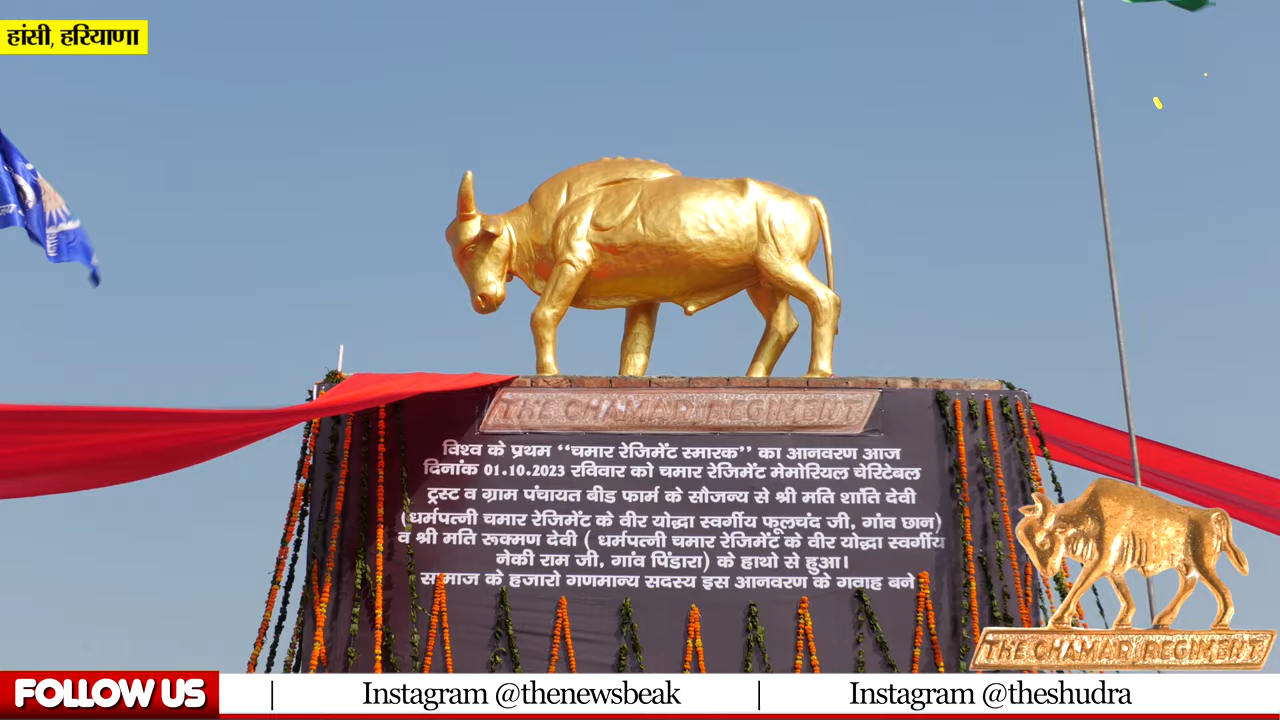 हांसी, हरियाणा
THE CHAMAR REGIMENT
विश्व के प्रथम ‘‘चमार रेजिमेंट स्मारक’’ का आनवरण आज
दिनांक 01.10.2023 रविवार को चमार रेजिमेंट मेमोरियल चेरिटेबल
ट्रस्ट व ग्राम पंचायत बीड फार्म के सौजन्य से श्री मति शांति देवी
(धर्मपत्नी चमार रेजिमेंट के वीर योद्धा स्वर्गीय फूलचंद जी, गांव छान)
व श्री मति रूक्मण देवी ( धर्मपत्नी चमार रेजिमेंट के वीर योद्धा स्वर्गीय
नेकी राम जी, गांव पिंडारा) के हाथो से हुआ।
समाज के हजारो गणमान्य सदस्य इस आनवरण के गवाह बने
THE CHAMAR REGIMENT
FOLLOW US | Instagram @thenewsbeak | Instagram @theshudra